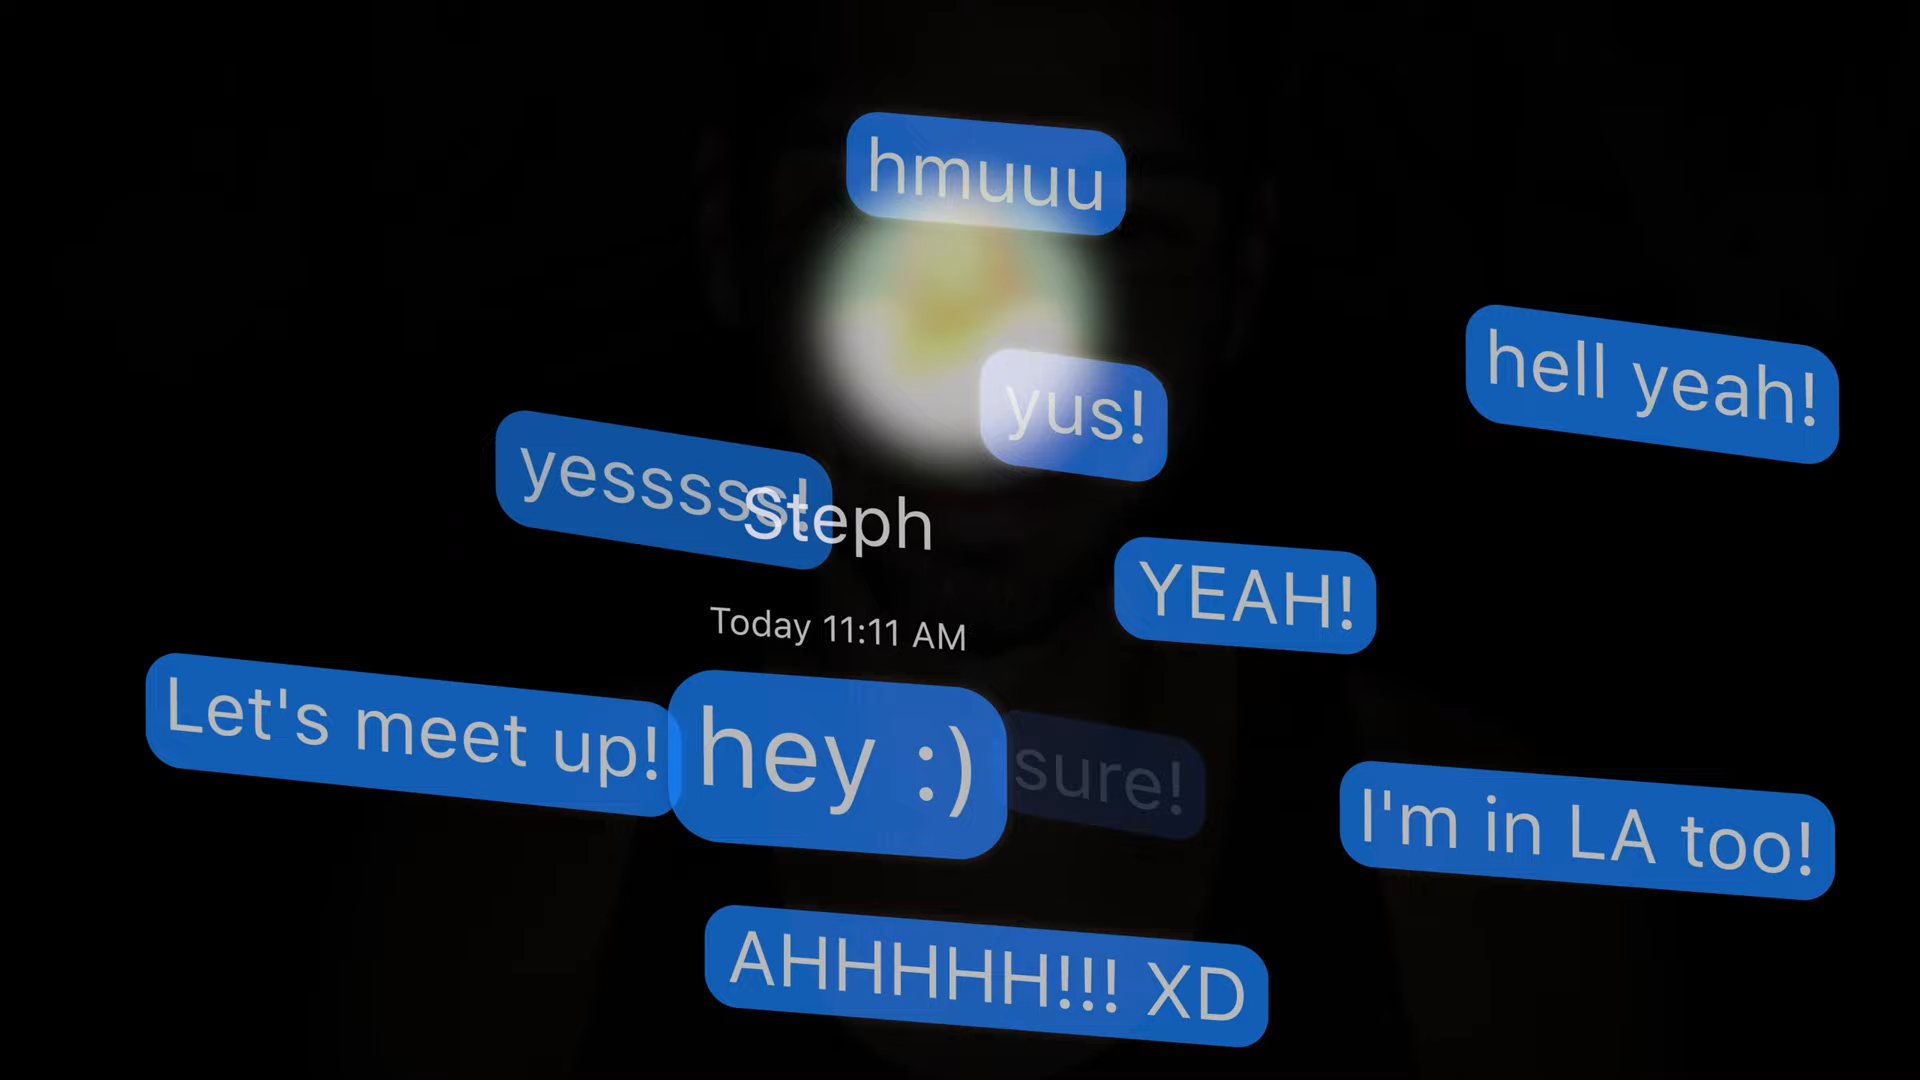 hmuuu
hell yeah!
yus!
yesssss!
Steph
YEAH!
Today 11:11 AM
Let's meet up!
hey :)
sure!
I'm in LA too!
AHHHHH!!! XD